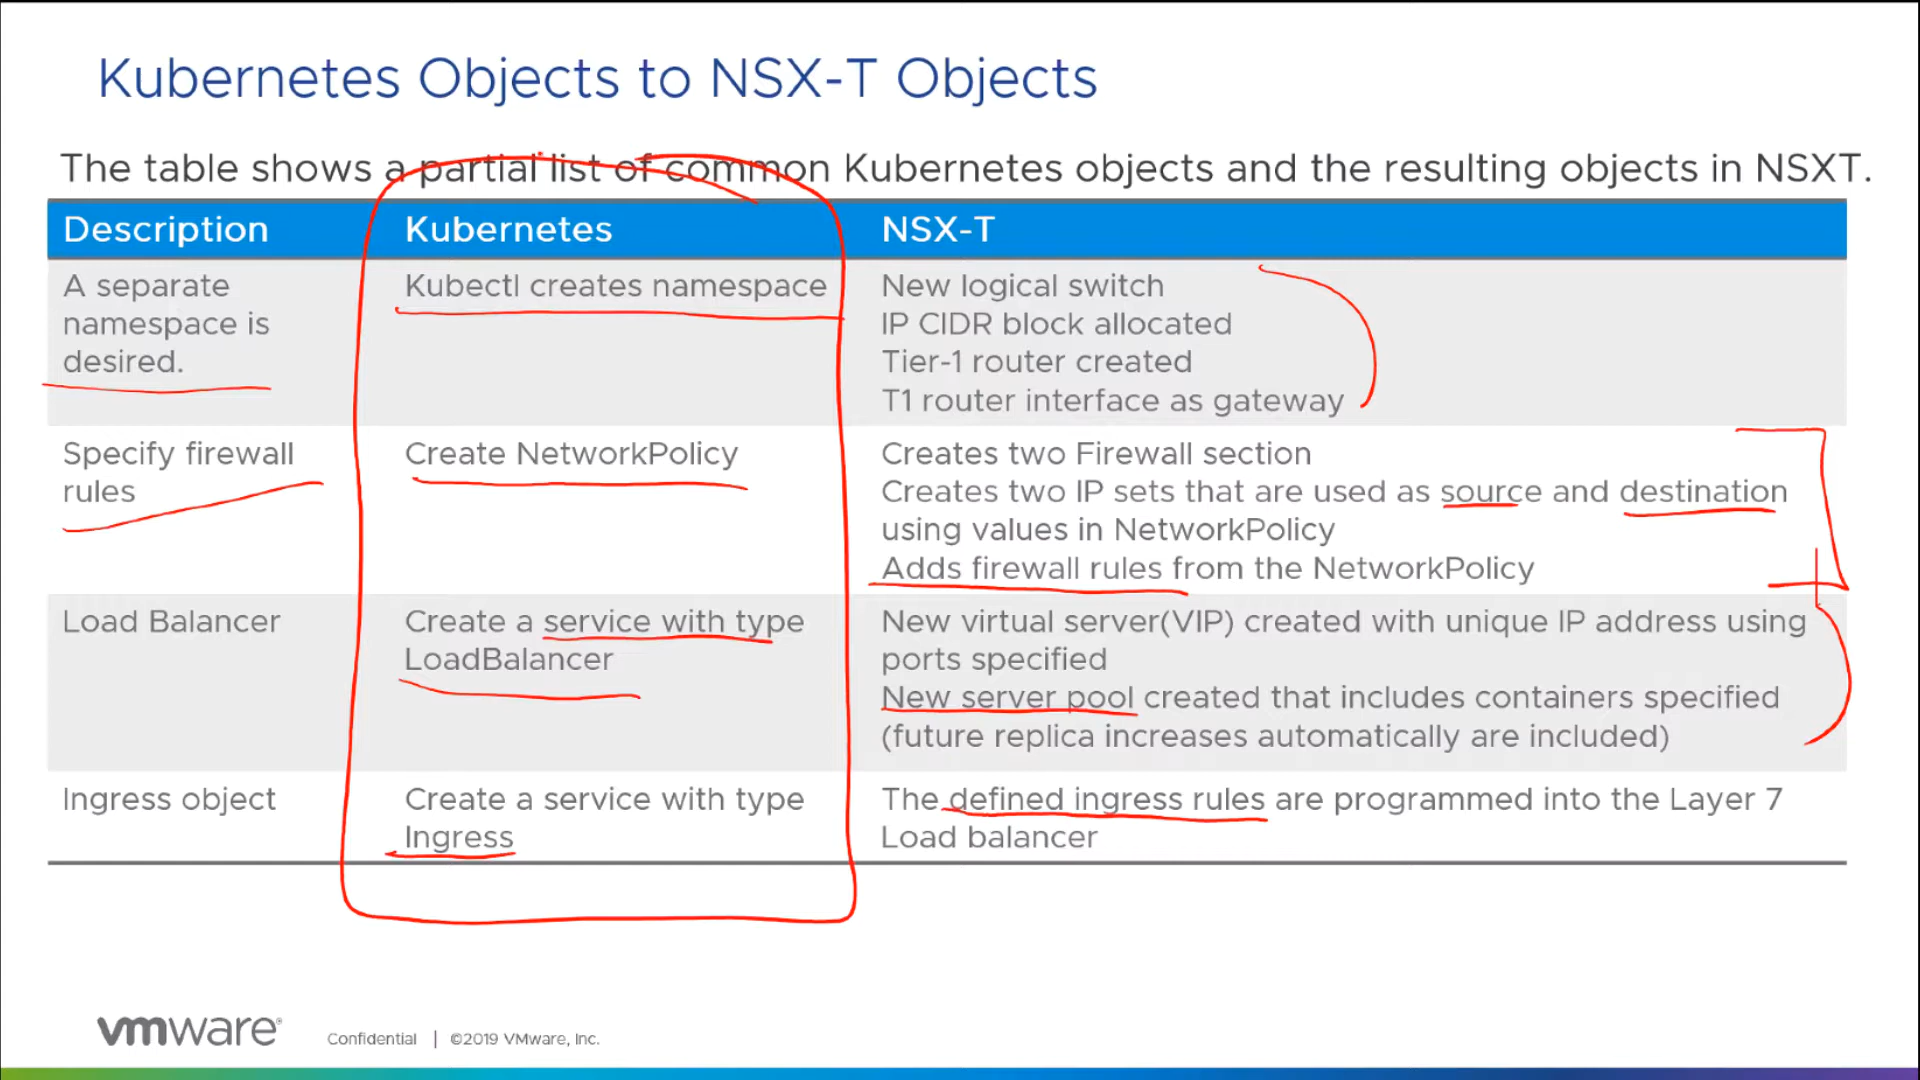 Kubernetes Objects to NSX-T Objects
The table shows a partial list of common Kubernetes objects and the resulting objects in NSXT.
Description Kubernetes NSX-T
A separate
namespace is
desired.
Kubectl creates namespace
New logical switch
IP CIDR block allocated
Tier-1 router created
T1 router interface as gateway
Specify firewall
rules
Create NetworkPolicy
Creates two Firewall section
Creates two IP sets that are used as source and destination
using values in NetworkPolicy
Adds firewall rules from the NetworkPolicy
Load Balancer
Create a service with type
LoadBalancer
New virtual server(VIP) created with unique IP address using
ports specified
New server pool created that includes containers specified
(future replica increases automatically are included)
Ingress object
Create a service with type
Ingress
The defined ingress rules are programmed into the Layer 7
Load balancer
vmware Confidential | ©2019 VMware, Inc.